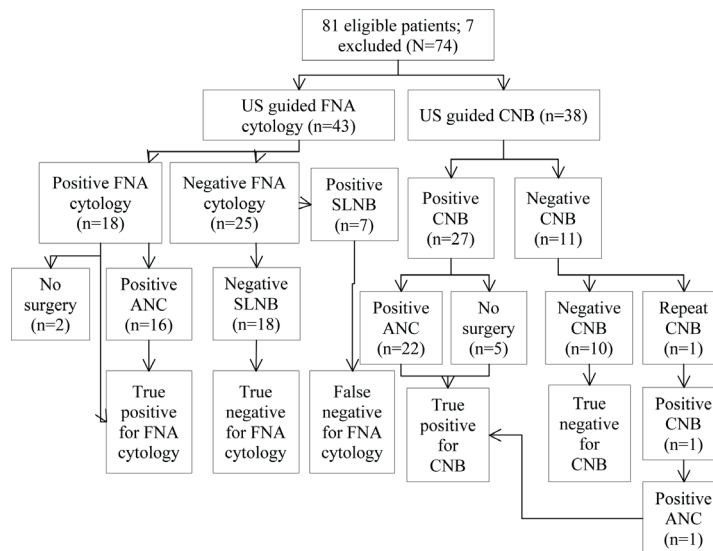 81 eligible patients; 7
excluded (N=74)
US guided FNA
cytology (n=43)
US guided CNB (n=38)
Positive FNA
cytology
(n=18)
Negative FNA
cytology
(n=25)
Positive
SLNB
(n=7)
Positive
CNB
(n=27)
Negative
CNB
(n=11)
No
surgery
(n=2)
Positive
ANC
(n=16)
Negative
SLNB
(n=18)
Positive
ANC
(n=22)
No
surgery
(n=5)
Negative
CNB
(n=10)
Repeat
CNB
(n=1)
True
positive for FNA
cytology
True
negative for FNA
cytology
False
negative for FNA
cytology
True
positive
for
CNB
True
negative
for
CNB
Positive
CNB
(n=1)
Positive
ANC
(n=1)